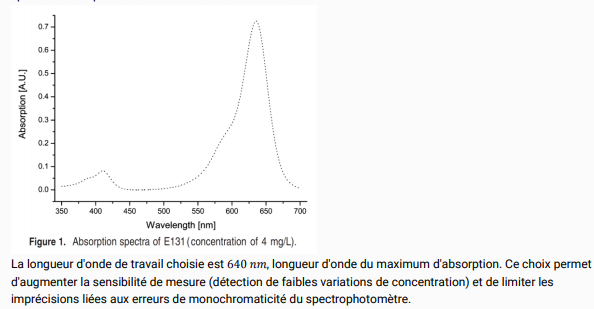 0.7
0.6
0.5
0.4
0.3
0.2
0.1
0.0
Absorption [A.U.]
350 400 450 500 550 600 650 700
Wavelength [nm]
Figure 1. Absorption spectra of E131 (concentration of 4 mg/L).
La longueur d'onde de travail choisie est 640 nm, longueur d'onde du maximum d'absorption. Ce choix permet
d'augmenter la sensibilité de mesure (détection de faibles variations de concentration) et de limiter les
imprécisions liées aux erreurs de monochromaticité du spectrophotomètre.